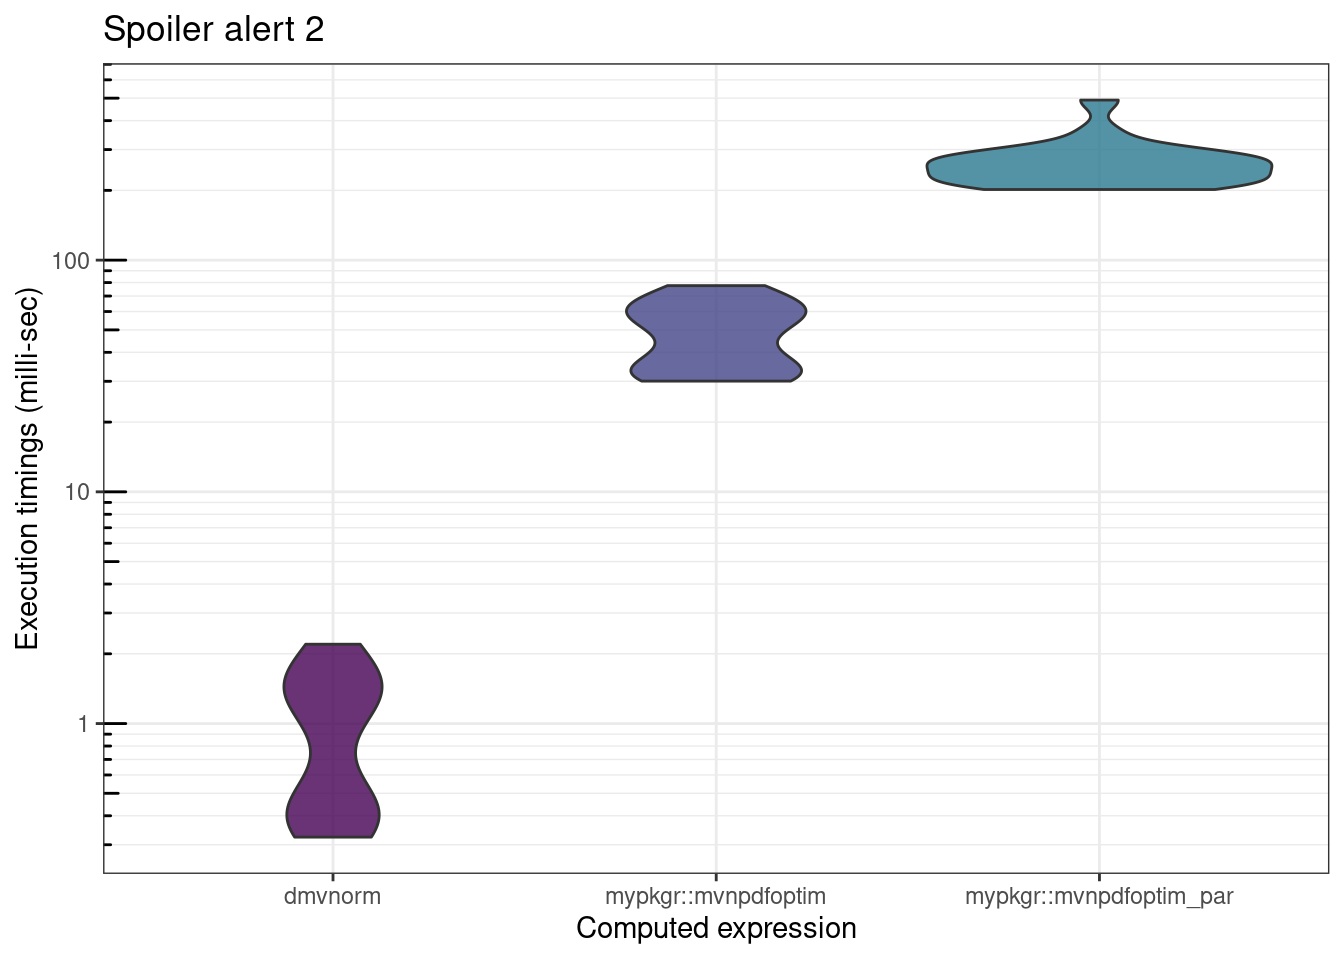 Spoiler alert 2
Execution timings (milli-sec)
100
10
1
dmvnorm
mypkgr::mvnpdfoptim
mypkgr::mvnpdfoptim_par
Computed expression